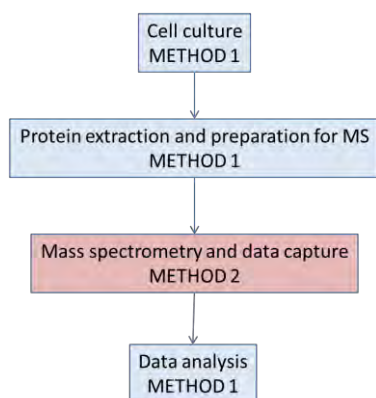 Cell culture
METHOD 1
Protein extraction and preparation for MS
METHOD 1
Mass spectrometry and data capture
METHOD 2
Data analysis
METHOD 1